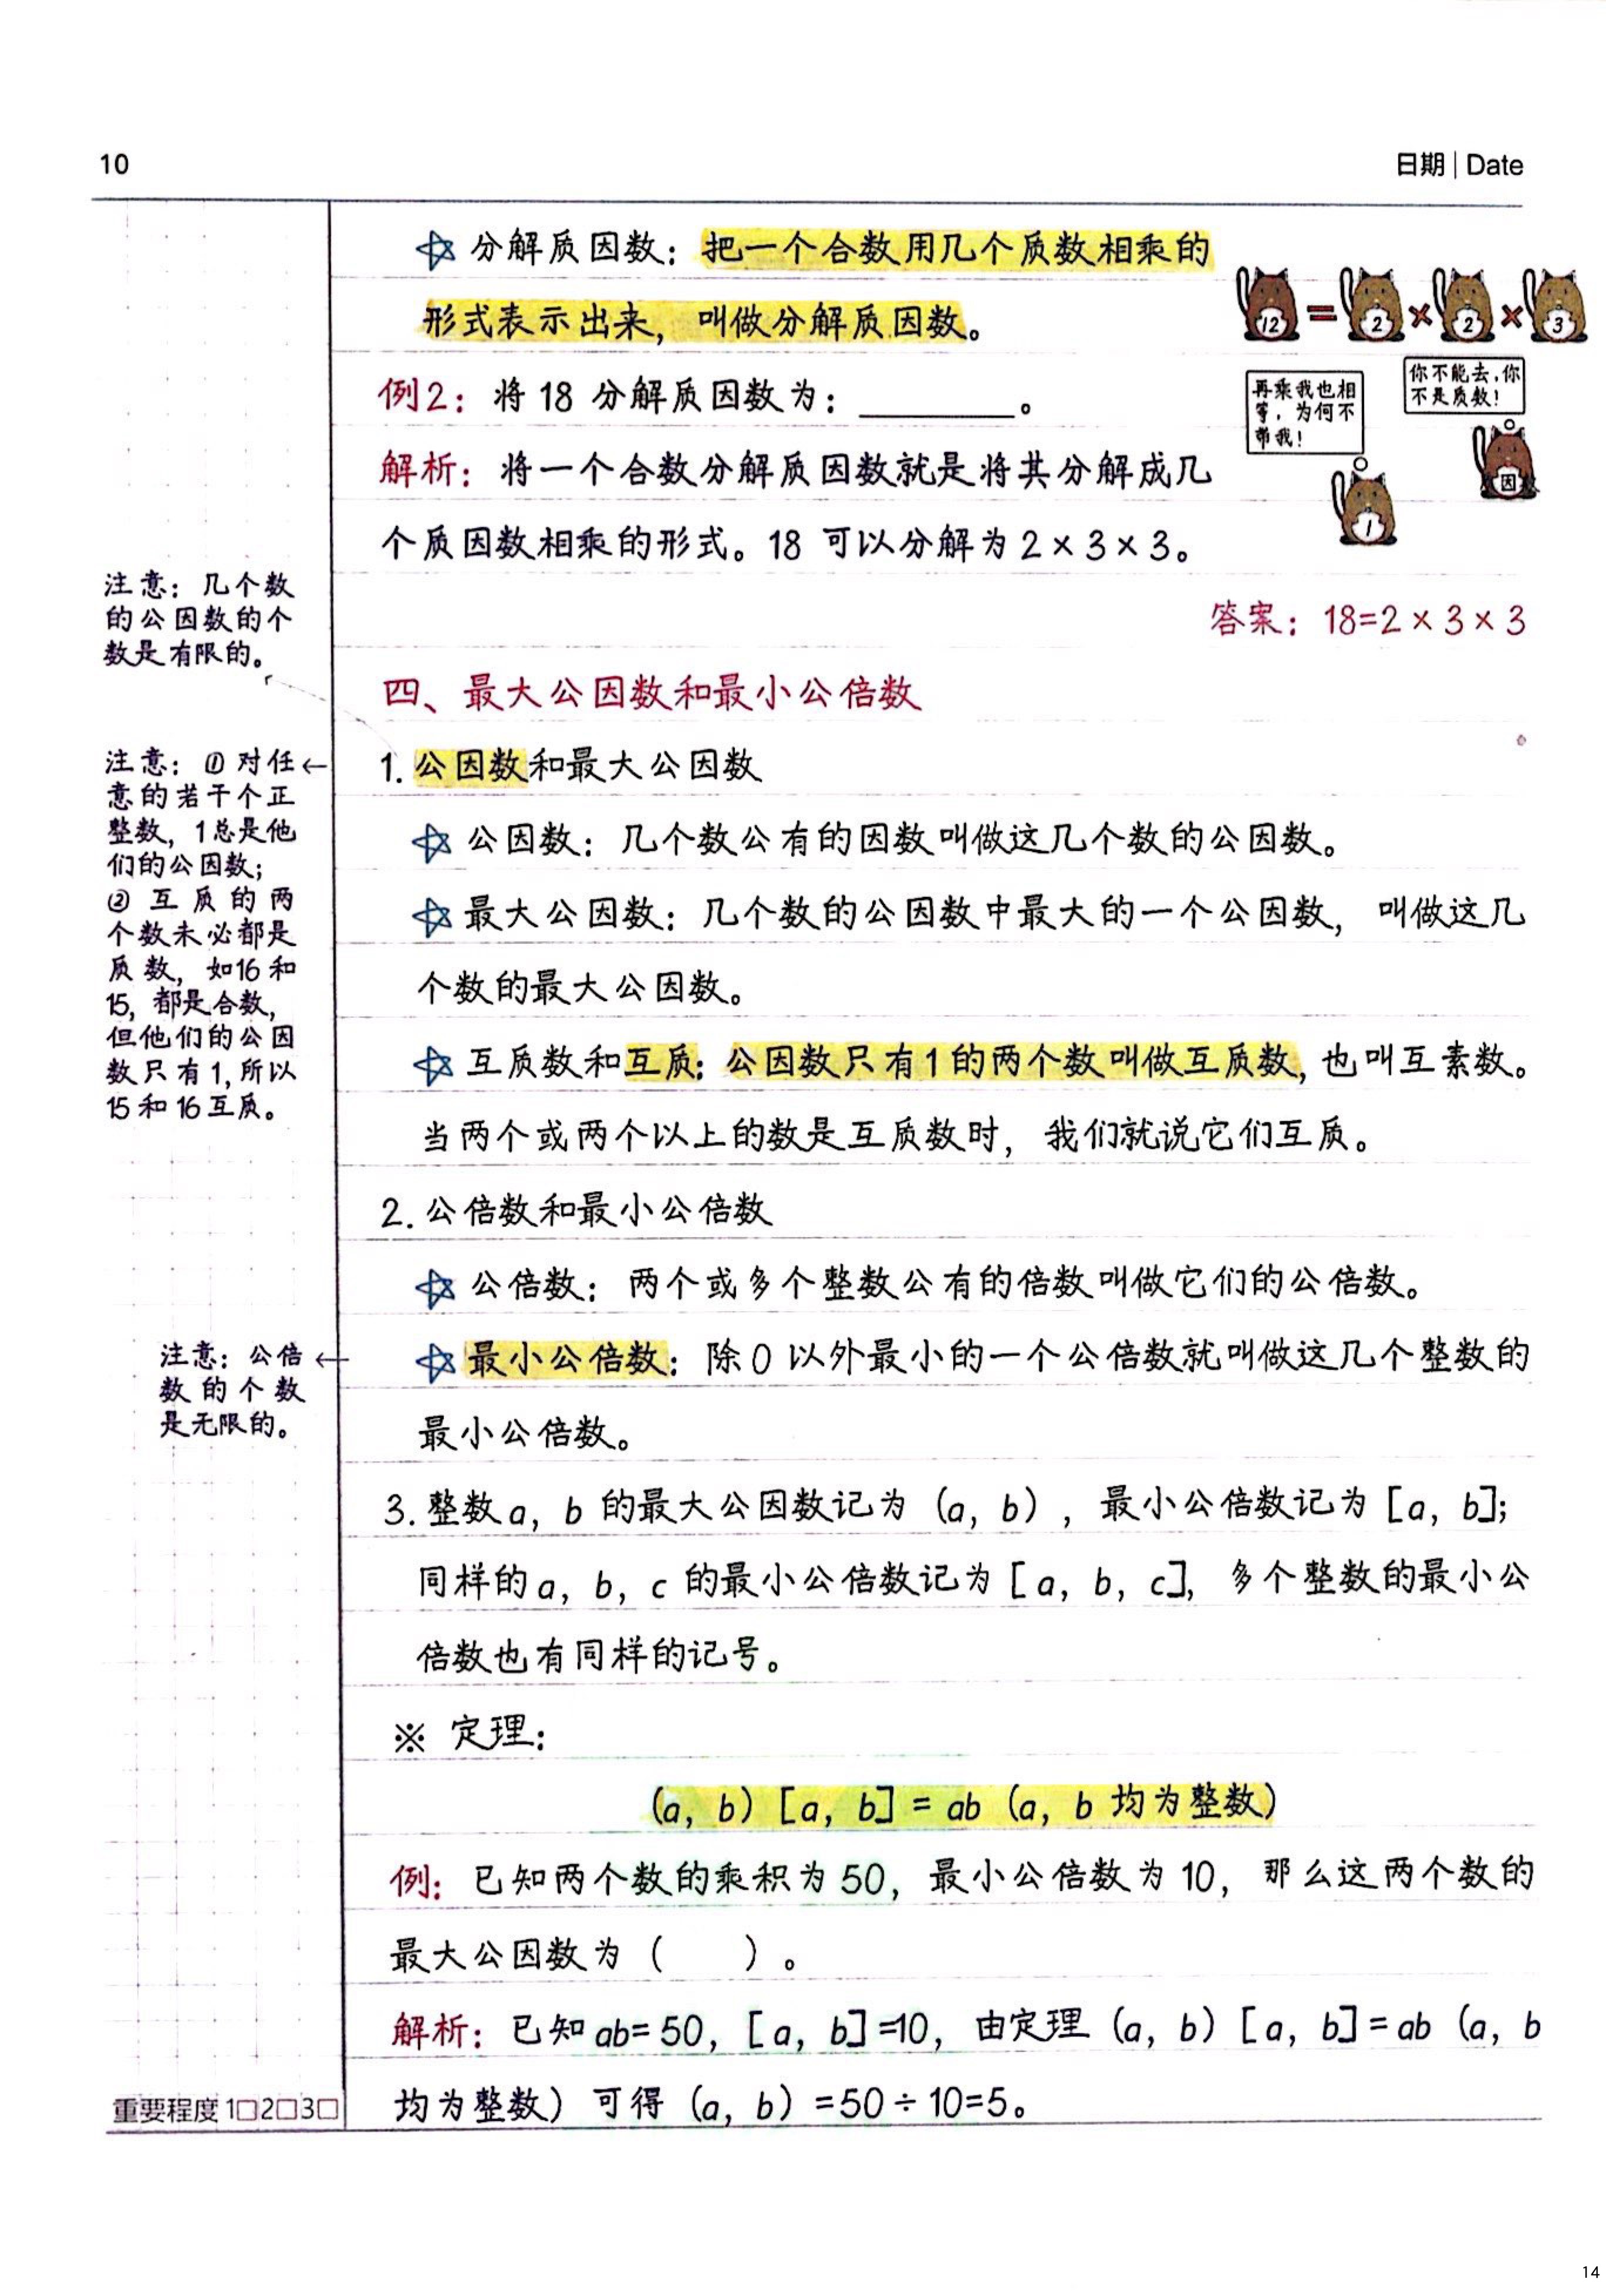 10
日期 | Date
☆ 分解质因数：把一个合数用几个质数相乘的
形式表示出来，叫做分解质因数。
12 = 2 × 2 × 3
例2：将 18 分解质因数为：________。
再乘我也相
等，为何不
带我！
你不能去，你
不是质数！
1
因数
解析：将一个合数分解质因数就是将其分解成几
个质因数相乘的形式。18 可以分解为 2 × 3 × 3。
答案：18=2 × 3 × 3
注意：几个数
的公因数的个
数是有限的。
四、最大公因数和最小公倍数
1. 公因数和最大公因数
注意：① 对任
意的若干个正
整数，1总是他
们的公因数；
② 互质的两
个数未必都是
质数，如16和
15，都是合数，
但他们的公因
数只有1,所以
15和16互质。
☆ 公因数：几个数公有的因数叫做这几个数的公因数。
☆ 最大公因数：几个数的公因数中最大的一个公因数，叫做这几
个数的最大公因数。
☆ 互质数和互质：公因数只有1的两个数叫做互质数，也叫互素数。
当两个或两个以上的数是互质数时，我们就说它们互质。
2. 公倍数和最小公倍数
☆ 公倍数：两个或多个整数公有的倍数叫做它们的公倍数。
注意：公倍
数的个数
是无限的。
☆ 最小公倍数：除0以外最小的一个公倍数就叫做这几个整数的
最小公倍数。
3. 整数a，b 的最大公因数记为（a，b），最小公倍数记为[a，b]；
同样的a，b，c 的最小公倍数记为[a，b，c]，多个整数的最小公
倍数也有同样的记号。
※ 定理：
（a，b）[a，b] = ab（a，b 均为整数）
例：已知两个数的乘积为 50，最小公倍数为 10，那么这两个数的
最大公因数为（　　）。
解析：已知 ab= 50，[a，b]=10，由定理（a，b）[a，b]= ab（a，b
均为整数）可得（a，b）=50 ÷ 10=5。
重要程度 1□2□3□
14